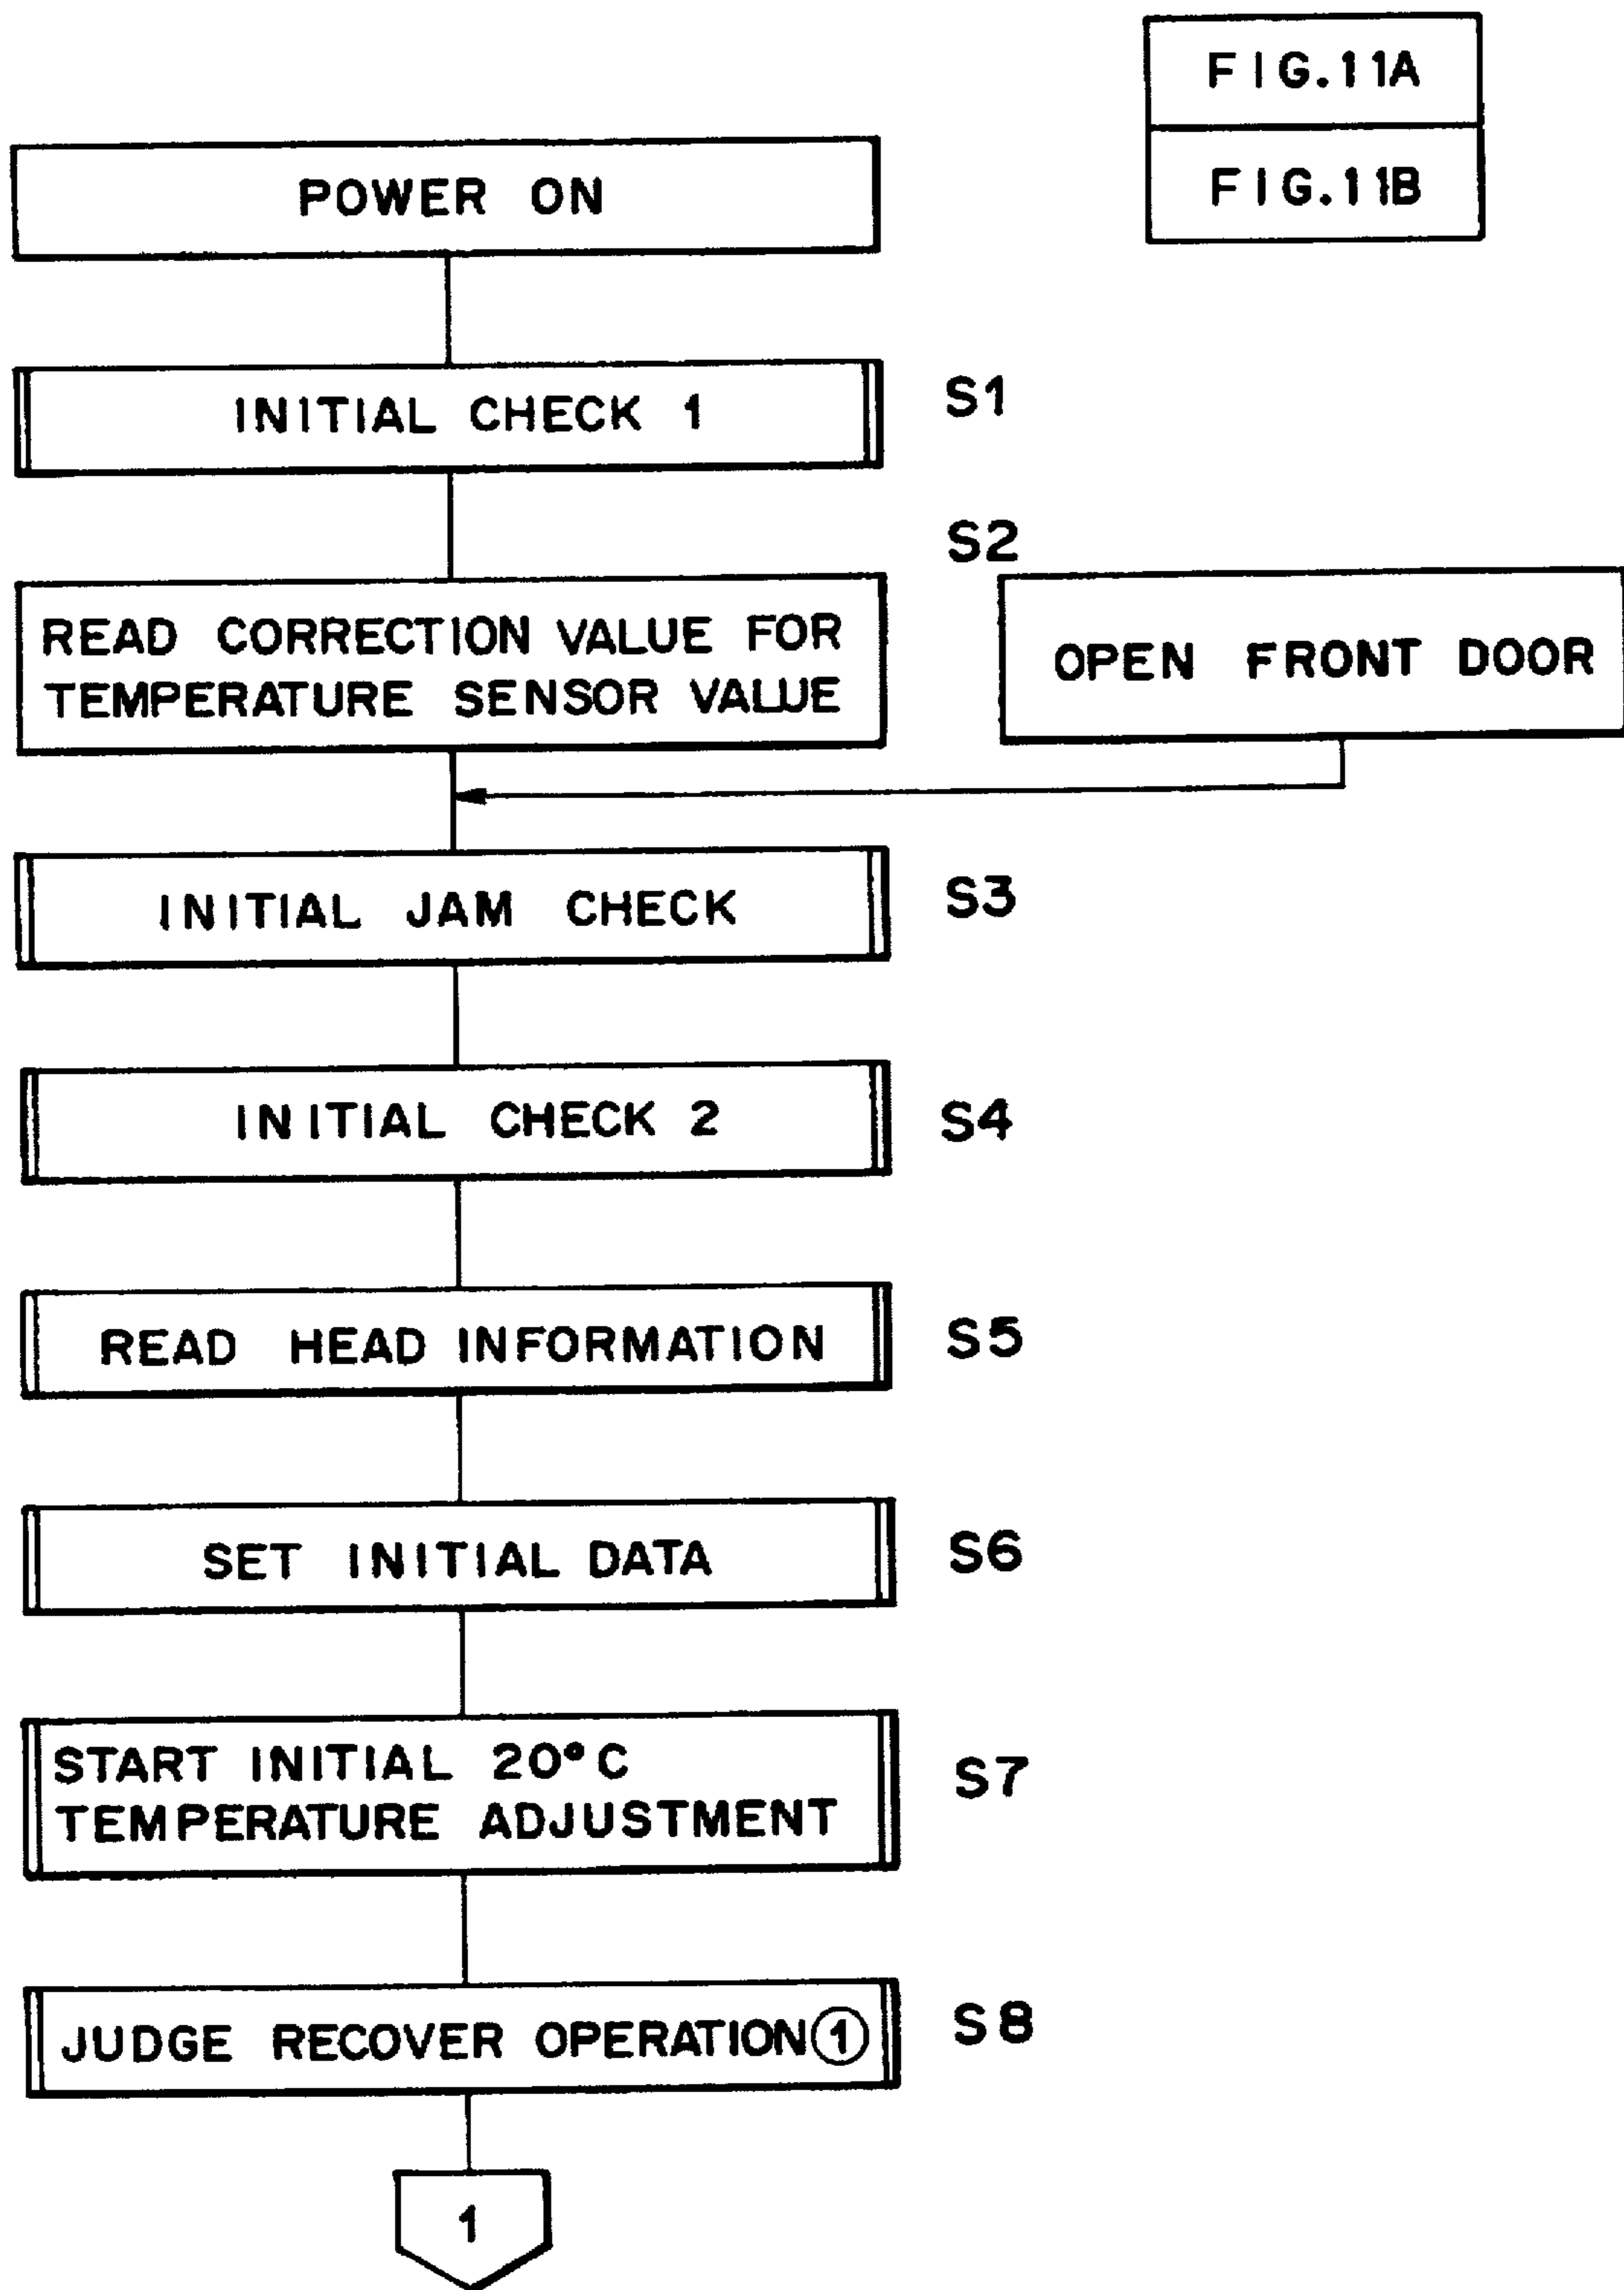 FIG.11A
FIG.11B
POWER ON
INITIAL CHECK 1
S1
S2
READ CORRECTION VALUE FOR
TEMPERATURE SENSOR VALUE
OPEN FRONT DOOR
INITIAL JAM CHECK
S3
INITIAL CHECK 2
S4
READ HEAD INFORMATION
S5
SET INITIAL DATA
S6
START INITIAL 20°C
TEMPERATURE ADJUSTMENT
S7
JUDGE RECOVER OPERATION①
S8
1